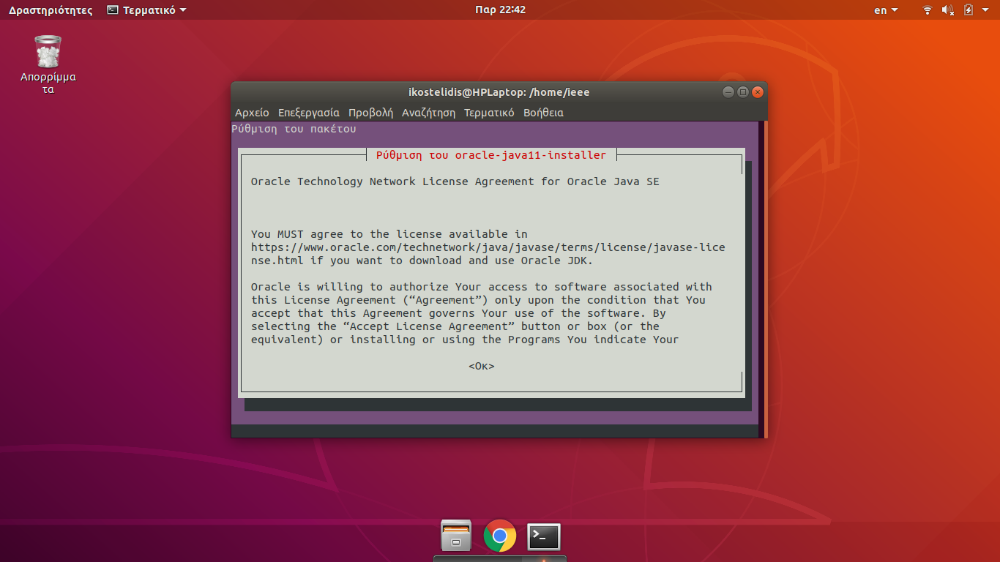 Δραστηριότητες Τερματικό Παρ 22:42 en
Απορρίμμα
τα
ikostelidis@HPLaptop: /home/ieee
Αρχείο Επεξεργασία Προβολή Αναζήτηση Τερματικό Βοήθεια
Ρύθμιση του πακέτου
Ρύθμιση του oracle-java11-installer
Oracle Technology Network License Agreement for Oracle Java SE
You MUST agree to the license available in
https://www.oracle.com/technetwork/java/javase/terms/license/javase-lice
nse.html if you want to download and use Oracle JDK.
Oracle is willing to authorize Your access to software associated with
this License Agreement (“Agreement”) only upon the condition that You
accept that this Agreement governs Your use of the software. By
selecting the “Accept License Agreement” button or box (or the
equivalent) or installing or using the Programs You indicate Your
<Οκ>